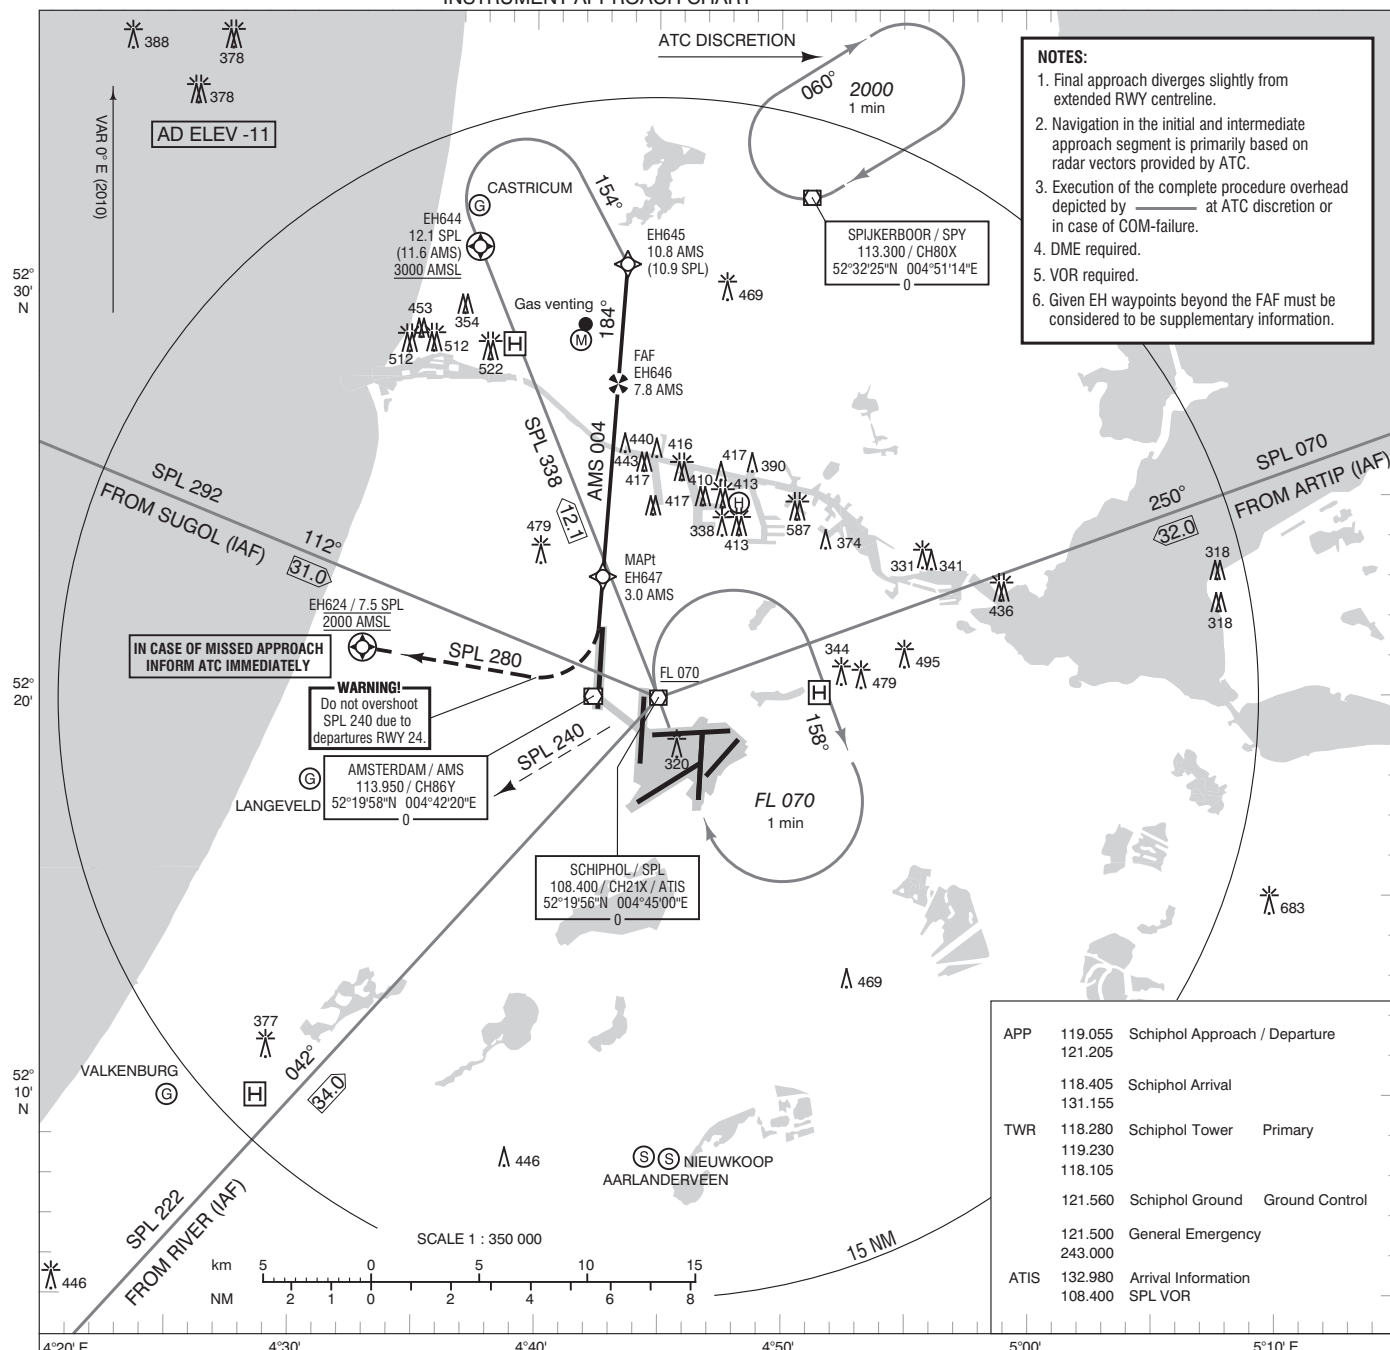 INSTRUMENT APPROACH CHART
388
378
378
VAR 0° E (2010)
AD ELEV -11
ATC DISCRETION
060°
2000
1 min
NOTES:
1. Final approach diverges slightly from
extended RWY centreline.
2. Navigation in the initial and intermediate
approach segment is primarily based on
radar vectors provided by ATC.
3. Execution of the complete procedure overhead
depicted by at ATC discretion or
in case of COM-failure.
4. DME required.
5. VOR required.
6. Given EH waypoints beyond the FAF must be
considered to be supplementary information.
G
CASTRICUM
154°
EH644
12.1 SPL
(11.6 AMS)
3000 AMSL
EH645
10.8 AMS
(10.9 SPL)
SPIJKERBOOR / SPY
113.300 / CH80X
52°32'25"N 004°51'14"E
0
52°
30'
N
469
453
354
512
512
522
H
Gas venting
M
184°
FAF
EH646
7.8 AMS
SPL 338
12.1
AMS 004
440
416
443
417
417
410
417
413
390
H
338
413
587
374
331
341
436
318
318
SPL 070
FROM ARTIP (IAF)
250°
32.0
SPL 292
FROM SUGOL (IAF)
112°
31.0
479
MAPt
EH647
3.0 AMS
EH624 / 7.5 SPL
2000 AMSL
IN CASE OF MISSED APPROACH
INFORM ATC IMMEDIATELY
SPL 280
WARNING!
Do not overshoot
SPL 240 due to
departures RWY 24.
FL 070
344
479
495
H
158°
52°
20'
SPL 240
G
LANGEVELD
AMSTERDAM / AMS
113.950 / CH86Y
52°19'58"N 004°42'20"E
0
320
FL 070
1 min
SCHIPHOL / SPL
108.400 / CH21X / ATIS
52°19'56"N 004°45'00"E
0
683
469
377
VALKENBURG
G
H
042°
34.0
52°
10'
N
446
S
S
NIEUWKOOP
AARLANDERVEEN
SPL 222
FROM RIVER (IAF)
446
SCALE 1 : 350 000
km 5 0 5 10 15
NM 2 1 0 2 4 6 8
15 NM
APP 119.055 Schiphol Approach / Departure
121.205
118.405 Schiphol Arrival
131.155
TWR 118.280 Schiphol Tower Primary
119.230
118.105
121.560 Schiphol Ground Ground Control
121.500 General Emergency
243.000
ATIS 132.980 Arrival Information
108.400 SPL VOR
4°20' E 4°30' 4°40' 4°50' 5°00' 5°10' E